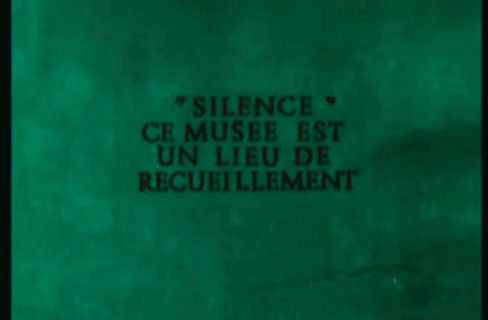 "SILENCE"
CE MUSEE EST
UN LIEU DE
RECUEILLEMENT